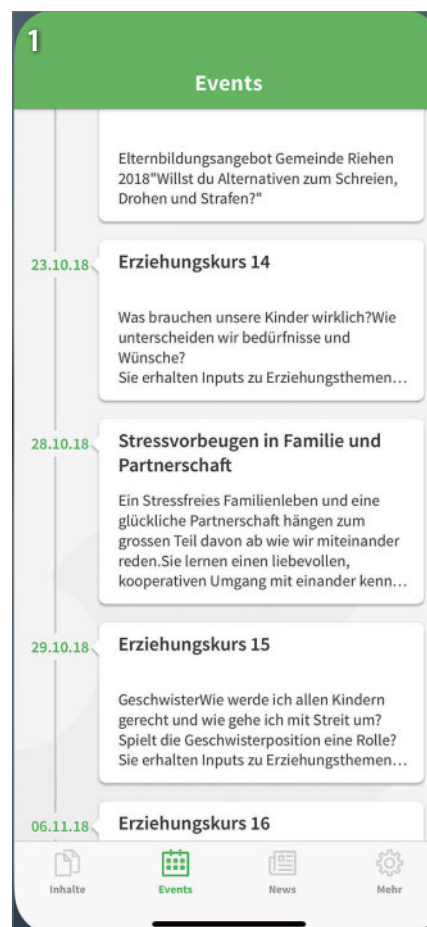 1
Events
Elternbildungsangebot Gemeinde Riehen
2018"Willst du Alternativen zum Schreien,
Drohen und Strafen?"
23.10.18
Erziehungskurs 14
Was brauchen unsere Kinder wirklich?Wie
unterscheiden wir bedürfnisse und
Wünsche?
Sie erhalten Inputs zu Erziehungsthemen...
28.10.18
Stressvorbeugen in Familie und
Partnerschaft
Ein Stressfreies Familienleben und eine
glückliche Partnerschaft hängen zum
grossen Teil davon ab wie wir miteinander
reden.Sie lernen einen liebevollen,
kooperativen Umgang mit einander kenn...
29.10.18
Erziehungskurs 15
GeschwisterWie werde ich allen Kindern
gerecht und wie gehe ich mit Streit um?
Spielt die Geschwisterposition eine Rolle?
Sie erhalten Inputs zu Erziehungsthemen...
06.11.18
Erziehungskurs 16
Inhalte
Events
News
Mehr